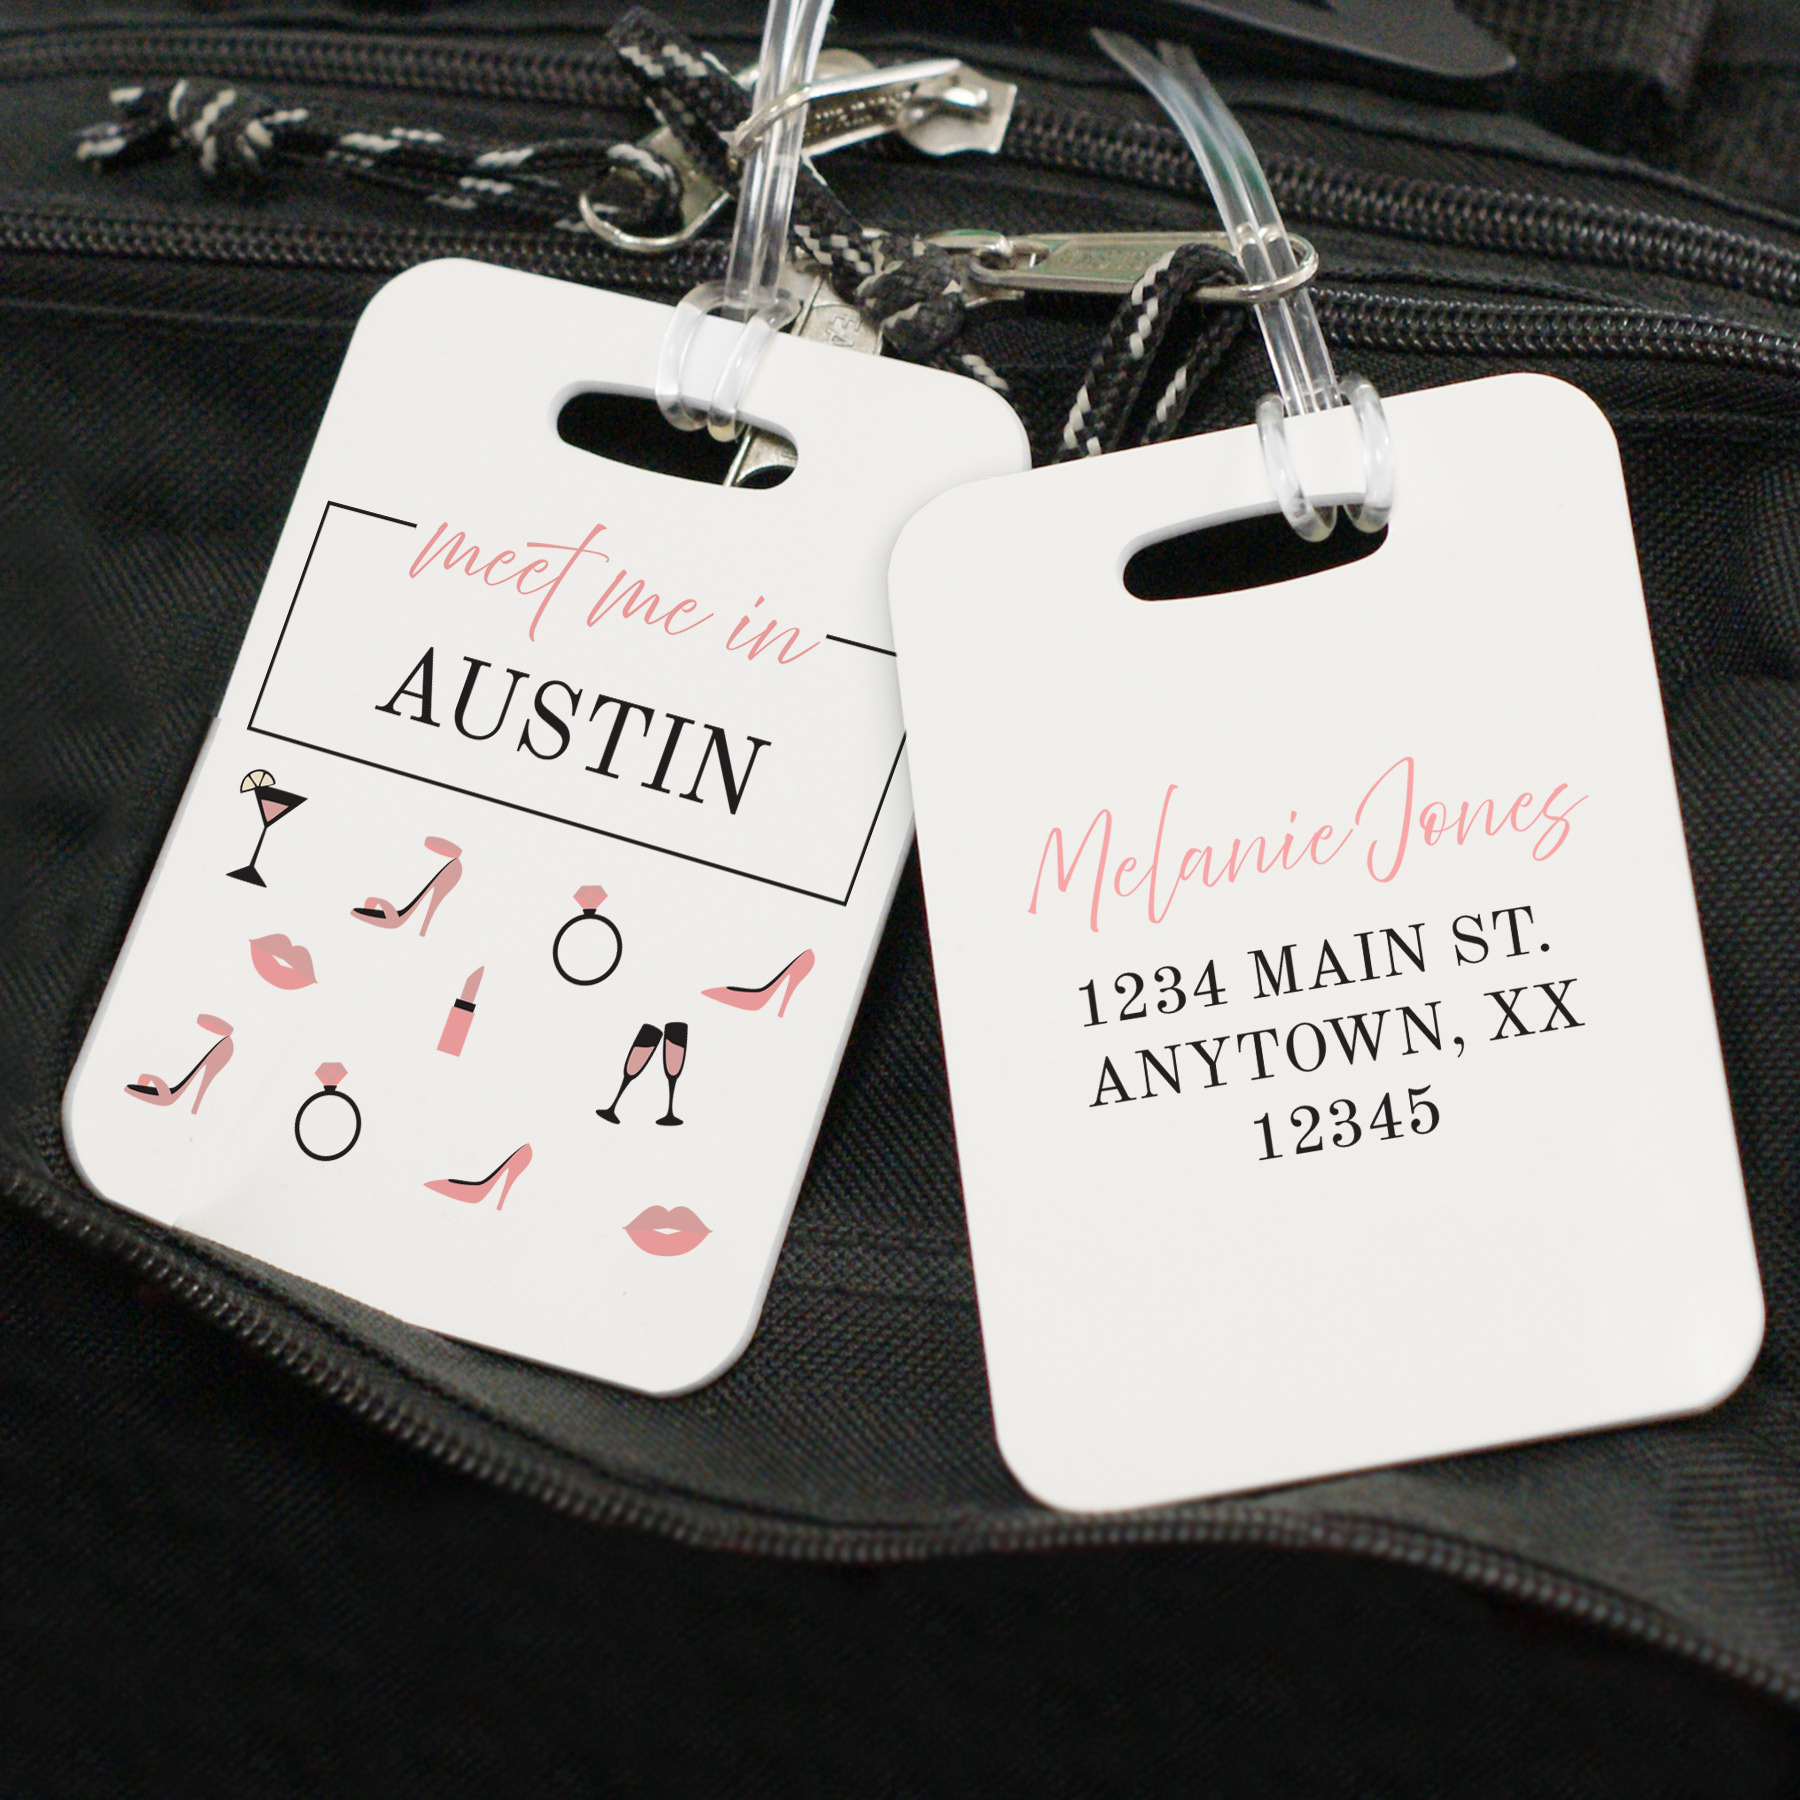 meet me in
AUSTIN
Melanie Jones
1234 MAIN ST.
ANYTOWN, XX
12345